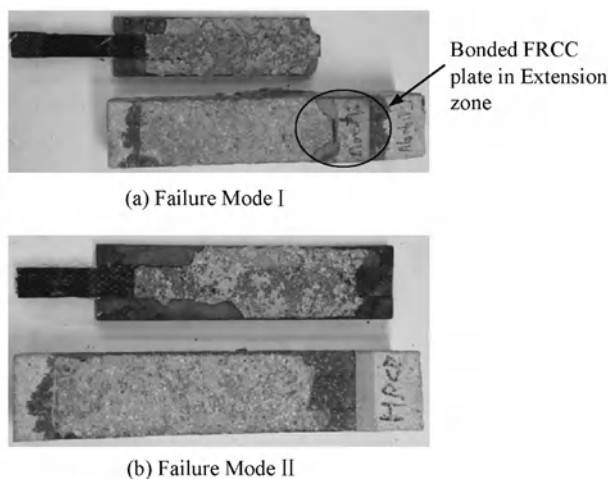 Bonded FRCC
plate in Extension
zone
(a) Failure Mode I
(b) Failure Mode II